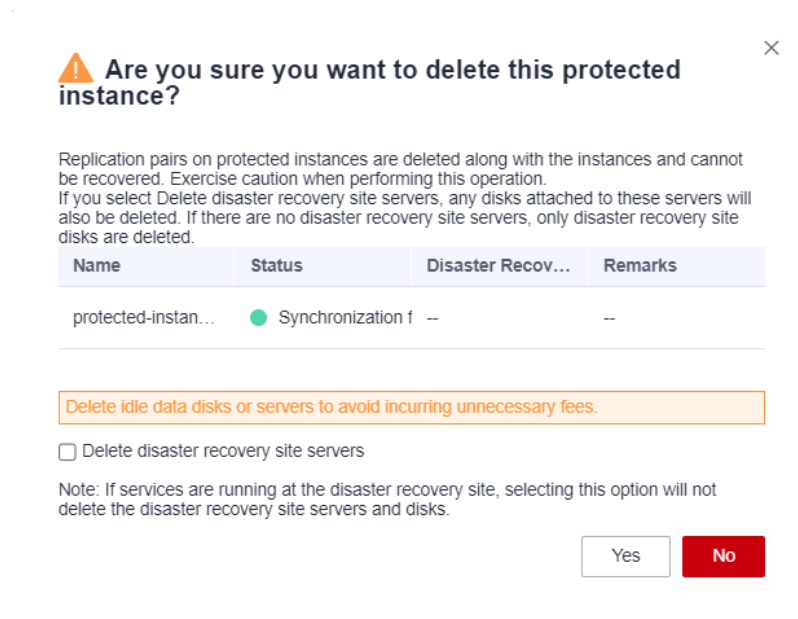 Are you sure you want to delete this protected
instance?
Replication pairs on protected instances are deleted along with the instances and cannot
be recovered. Exercise caution when performing this operation.
If you select Delete disaster recovery site servers, any disks attached to these servers will
also be deleted. If there are no disaster recovery site servers, only disaster recovery site
disks are deleted.
Name Status Disaster Recov... Remarks
protected-instan... Synchronization f -- --
Delete idle data disks or servers to avoid incurring unnecessary fees.
Delete disaster recovery site servers
Note: If services are running at the disaster recovery site, selecting this option will not
delete the disaster recovery site servers and disks.
Yes No